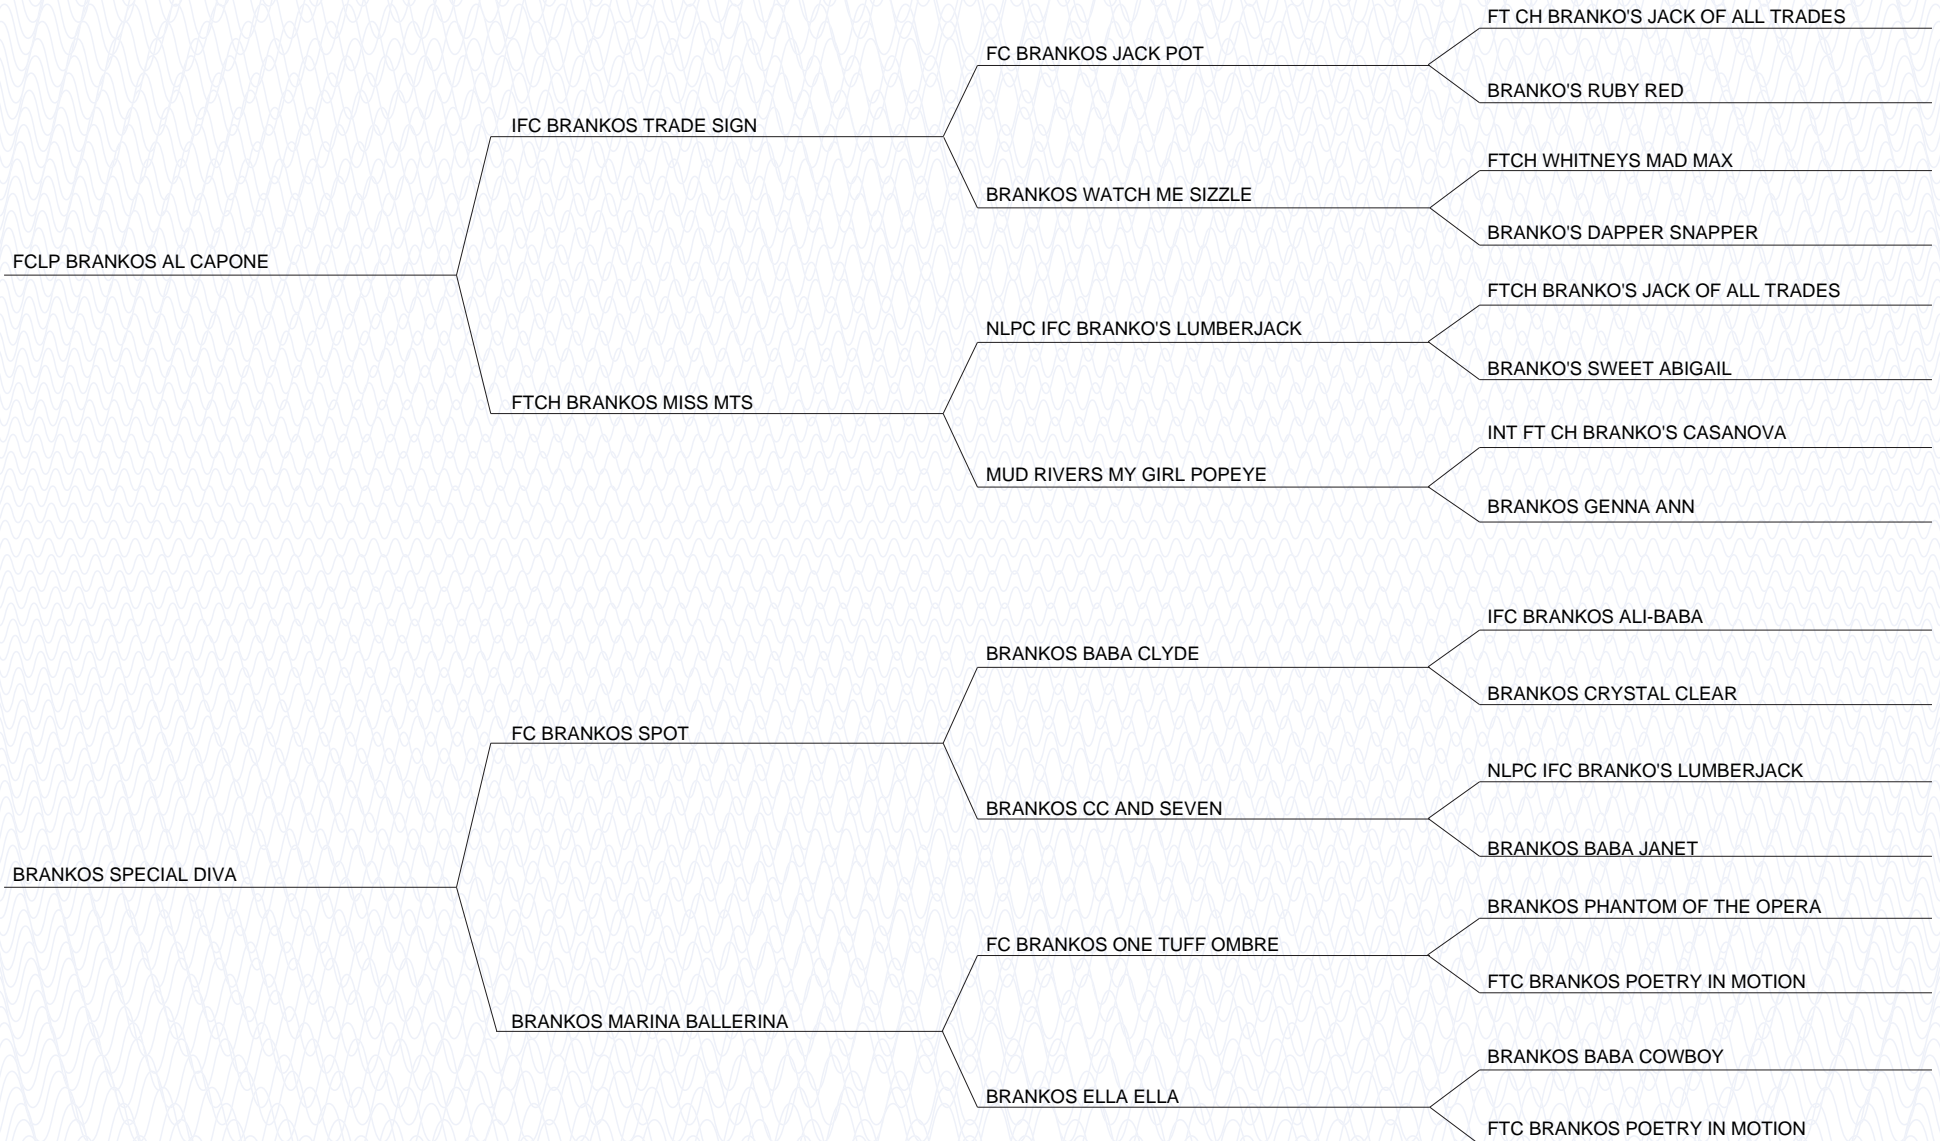 FT CH BRANKO'S JACK OF ALL TRADES
FC BRANKOS JACK POT
BRANKO'S RUBY RED
IFC BRANKOS TRADE SIGN
FTCH WHITNEYS MAD MAX
BRANKOS WATCH ME SIZZLE
BRANKO'S DAPPER SNAPPER
FCLP BRANKOS AL CAPONE
FTCH BRANKO'S JACK OF ALL TRADES
NLPC IFC BRANKO'S LUMBERJACK
BRANKO'S SWEET ABIGAIL
FTCH BRANKOS MISS MTS
INT FT CH BRANKO'S CASANOVA
MUD RIVERS MY GIRL POPEYE
BRANKOS GENNA ANN
IFC BRANKOS ALI-BABA
BRANKOS BABA CLYDE
BRANKOS CRYSTAL CLEAR
FC BRANKOS SPOT
NLPC IFC BRANKO'S LUMBERJACK
BRANKOS CC AND SEVEN
BRANKOS BABA JANET
BRANKOS SPECIAL DIVA
BRANKOS PHANTOM OF THE OPERA
FC BRANKOS ONE TUFF OMBRE
FTC BRANKOS POETRY IN MOTION
BRANKOS MARINA BALLERINA
BRANKOS BABA COWBOY
BRANKOS ELLA ELLA
FTC BRANKOS POETRY IN MOTION